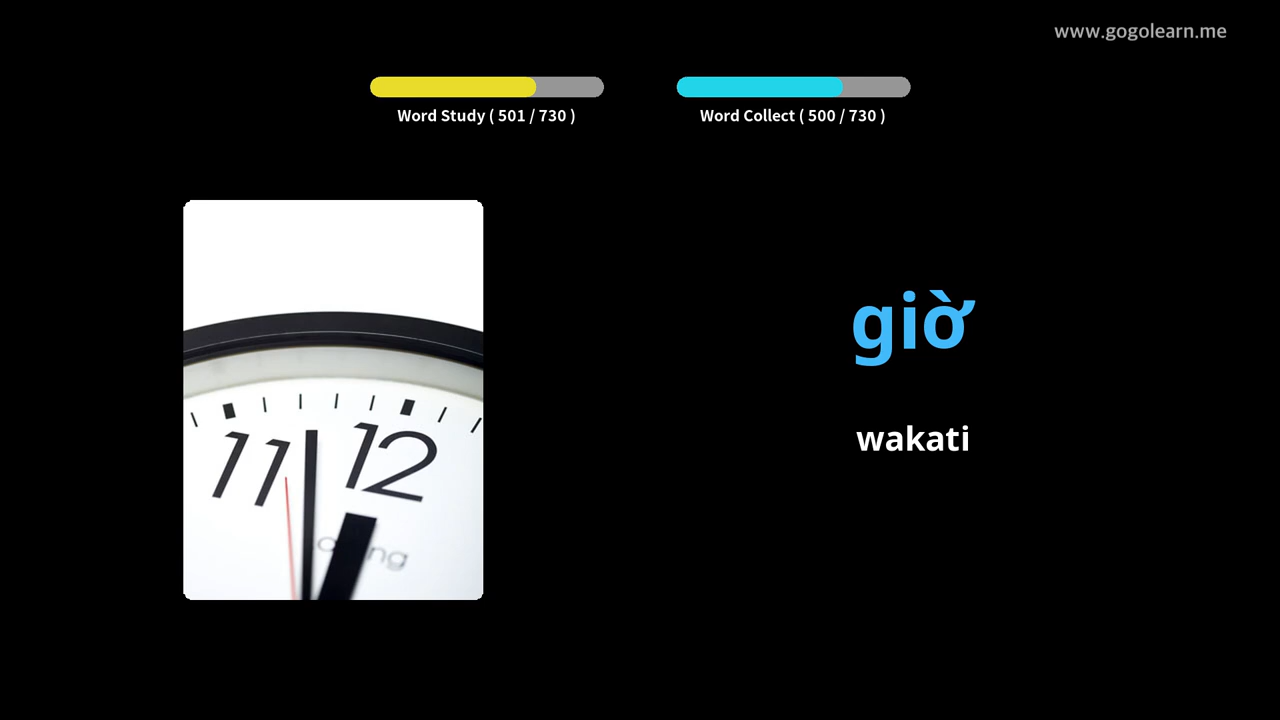 www.gogolearn.me
Word Study ( 501 / 730 )
Word Collect ( 500 / 730 )
11
12
giờ
wakati